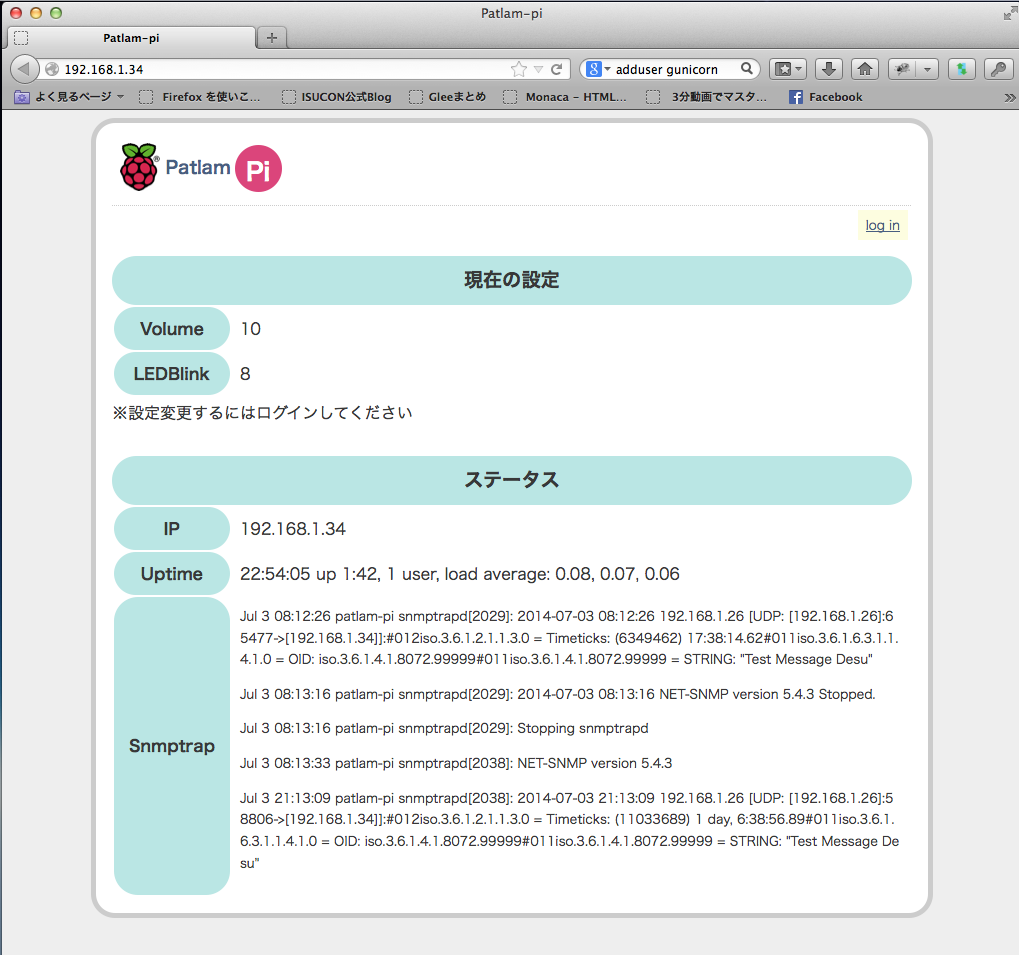 Patlam-pi
Patlam-pi
192.168.1.34
adduser gunicorn
よく見るページ
Firefox を使いこ...
ISUCON公式Blog
Gleeまとめ
Monaca - HTML...
3分動画でマスタ...
Facebook
Patlam Pi
log in
現在の設定
Volume 10
LEDBlink 8
※設定変更するにはログインしてください
ステータス
IP 192.168.1.34
Uptime 22:54:05 up 1:42, 1 user, load average: 0.08, 0.07, 0.06
Snmptrap
Jul 3 08:12:26 patlam-pi snmptrapd[2029]: 2014-07-03 08:12:26 192.168.1.26 [UDP: [192.168.1.26]:6
5477->[192.168.1.34]]:#012iso.3.6.1.2.1.1.3.0 = Timeticks: (6349462) 17:38:14.62#011iso.3.6.1.6.3.1.1.
4.1.0 = OID: iso.3.6.1.4.1.8072.99999#011iso.3.6.1.4.1.8072.99999 = STRING: "Test Message Desu"
Jul 3 08:13:16 patlam-pi snmptrapd[2029]: 2014-07-03 08:13:16 NET-SNMP version 5.4.3 Stopped.
Jul 3 08:13:16 patlam-pi snmptrapd[2029]: Stopping snmptrapd
Jul 3 08:13:33 patlam-pi snmptrapd[2038]: NET-SNMP version 5.4.3
Jul 3 21:13:09 patlam-pi snmptrapd[2038]: 2014-07-03 21:13:09 192.168.1.26 [UDP: [192.168.1.26]:5
8806->[192.168.1.34]]:#012iso.3.6.1.2.1.1.3.0 = Timeticks: (11033689) 1 day, 6:38:56.89#011iso.3.6.1.
6.3.1.1.4.1.0 = OID: iso.3.6.1.4.1.8072.99999#011iso.3.6.1.4.1.8072.99999 = STRING: "Test Message De
su"